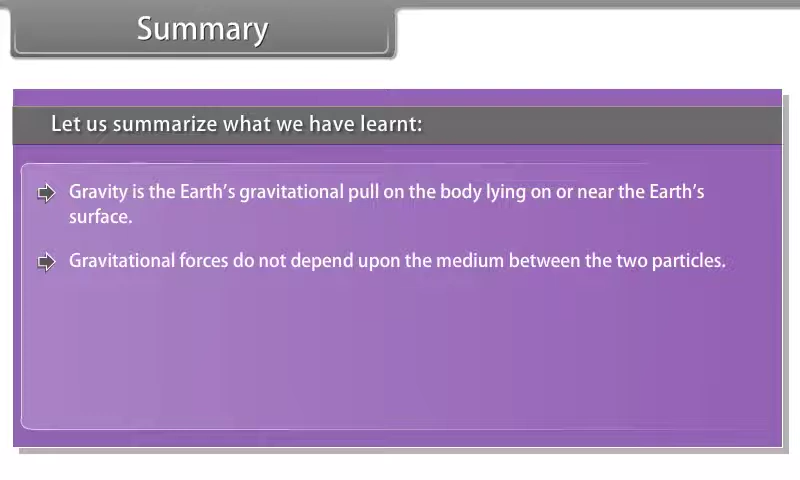 Summary
Let us summarize what we have learnt:
Gravity is the Earth's gravitational pull on the body lying on or near the Earth's
surface.
Gravitational forces do not depend upon the medium between the two particles.